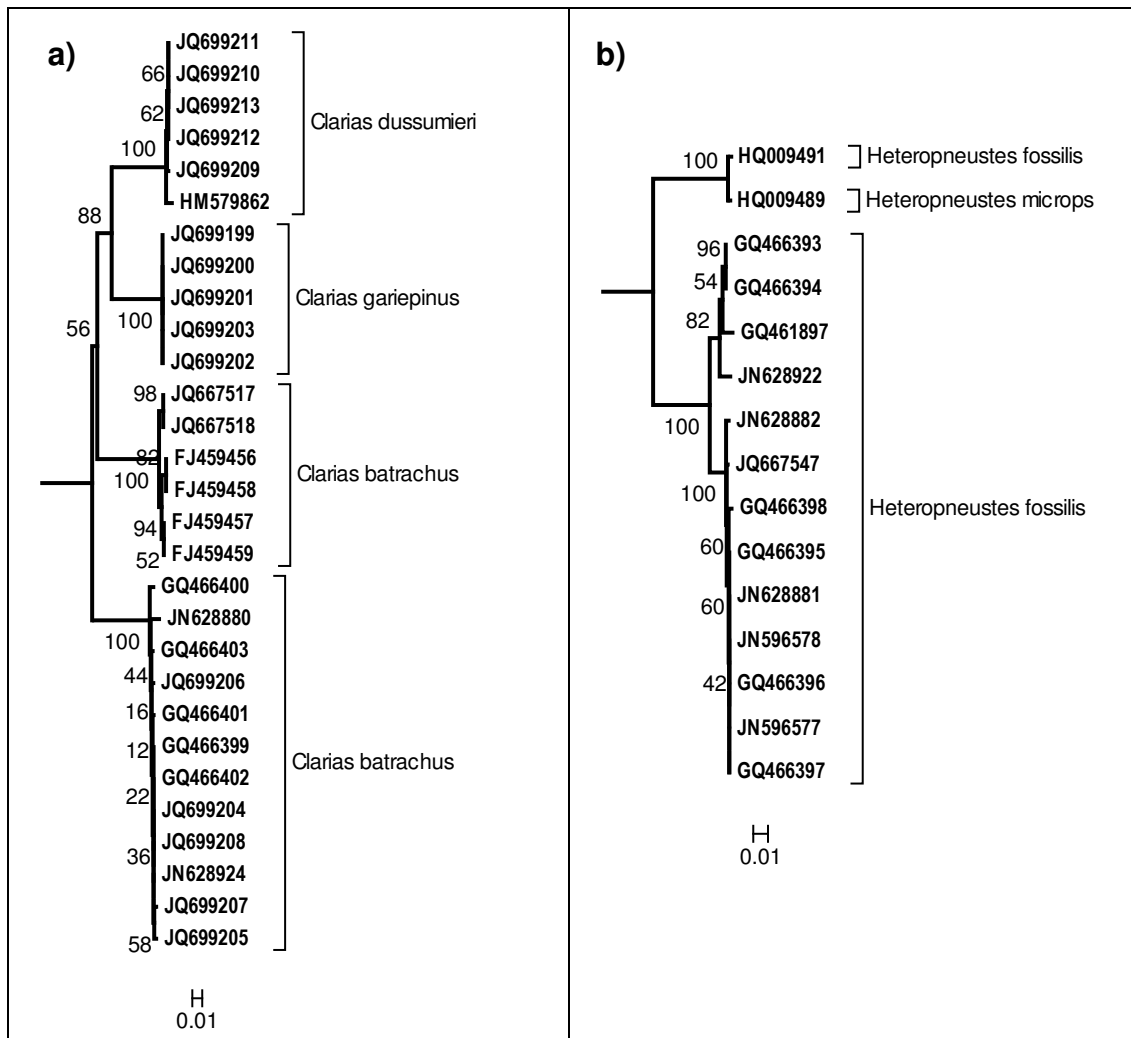 a)
JQ699211
66
JQ699210
62
JQ699213
JQ699212
100
JQ699209
HM579862
Clarias dussumieri
88
JQ699199
JQ699200
JQ699201
100
JQ699203
JQ699202
Clarias gariepinus
56
98
JQ667517
JQ667518
82
FJ459456
100
FJ459458
94
FJ459457
52
FJ459459
Clarias batrachus
GQ466400
JN628880
100
GQ466403
44
JQ699206
16
GQ466401
12
GQ466399
GQ466402
22
JQ699204
JQ699208
36
JN628924
JQ699207
58
JQ699205
Clarias batrachus
0.01
b)
100
HQ009491
Heteropneustes fossilis
HQ009489
Heteropneustes microps
96
GQ466393
54
GQ466394
82
GQ461897
JN628922
100
JN628882
JQ667547
100
GQ466398
60
GQ466395
JN628881
60
JN596578
42
GQ466396
JN596577
GQ466397
Heteropneustes fossilis
0.01